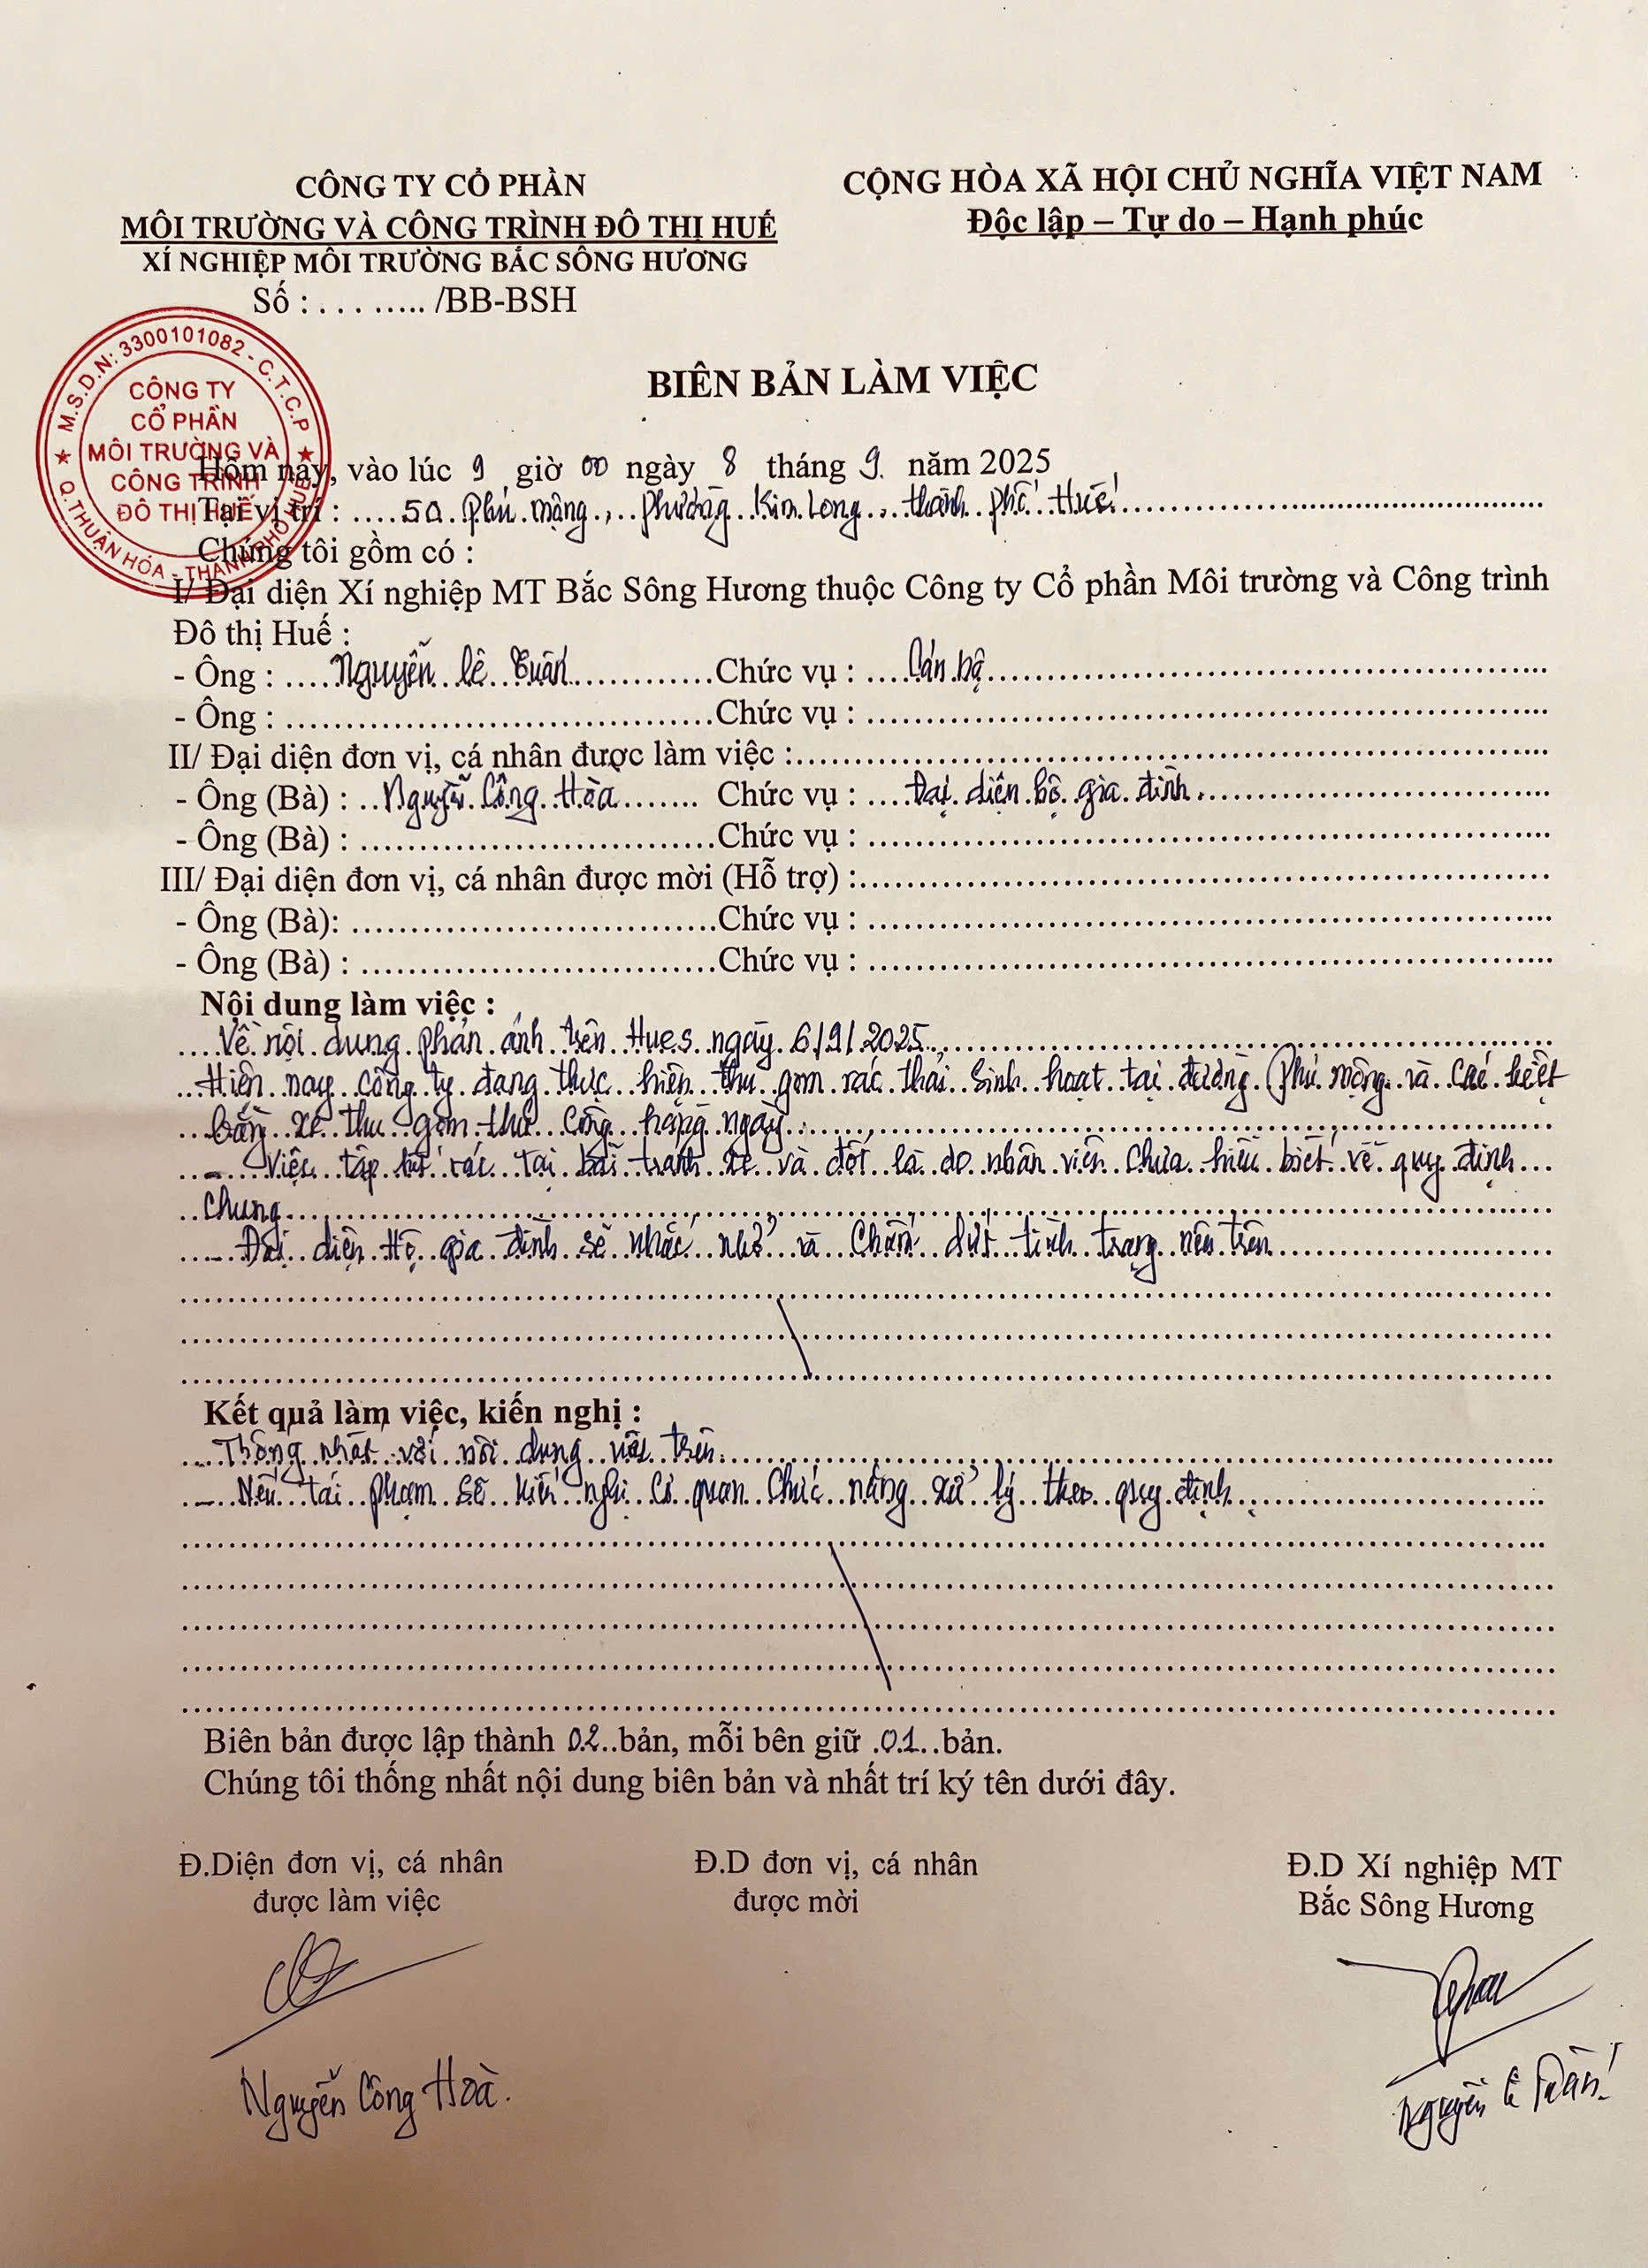 CÔNG TY CỔ PHẦN
MÔI TRƯỜNG VÀ CÔNG TRÌNH ĐÔ THỊ HUẾ
XÍ NGHIỆP MÔI TRƯỜNG BẮC SÔNG HƯƠNG
Số : . . . ….. /BB-BSH
CỘNG HÒA XÃ HỘI CHỦ NGHĨA VIỆT NAM
Độc lập – Tự do – Hạnh phúc
M.S.D.N: 3300101082 - C.T.C.P
CÔNG TY
CỔ PHẦN
MÔI TRƯỜNG VÀ
CÔNG TRÌNH
ĐÔ THỊ HUẾ
Q.THUẬN HÓA - THÀNH PHỐ HUẾ
BIÊN BẢN LÀM VIỆC
Hôm nay, vào lúc 9 giờ 00 ngày 8 tháng 9 năm 2025
Tại vị trí : 5a Phú mộng, phường Kim Long, thành phố Huế
Chúng tôi gồm có :
I/ Đại diện Xí nghiệp MT Bắc Sông Hương thuộc Công ty Cổ phần Môi trường và Công trình
Đô thị Huế :
- Ông : Nguyễn lê Tuấn Chức vụ : Cán bộ
- Ông : Chức vụ :
II/ Đại diện đơn vị, cá nhân được làm việc :
- Ông (Bà) : Nguyễn Công Hoà Chức vụ : Đại diện hộ gia đình
- Ông (Bà) : Chức vụ :
III/ Đại diện đơn vị, cá nhân được mời (Hỗ trợ) :
- Ông (Bà): Chức vụ :
- Ông (Bà) : Chức vụ :
Nội dung làm việc :
Về nội dung phản ánh trên Hues ngày 6/9/2025
Hiện nay công ty đang thực hiện thu gom rác thải sinh hoạt tại đường Phú mộng và các kiệt
bằng xe thu gom thủ công hằng ngày
- Việc tập kết rác tại bãi tranh xe và đốt là do nhân viên chưa hiểu biết về quy định
chung
- Đại diện Hộ gia đình sẽ nhắc nhở và chấm dứt tình trạng nêu trên
Kết quả làm việc, kiến nghị :
- Thống nhất với nội dung nêu trên
- Nếu tái phạm sẽ kiến nghị cơ quan chức năng xử lý theo quy định
Biên bản được lập thành 02 bản, mỗi bên giữ 01 bản.
Chúng tôi thống nhất nội dung biên bản và nhất trí ký tên dưới đây.
Đ.Diện đơn vị, cá nhân
được làm việc
Đ.D đơn vị, cá nhân
được mời
Đ.D Xí nghiệp MT
Bắc Sông Hương
Nguyễn Công Hoà.
Nguyễn lê Tuấn